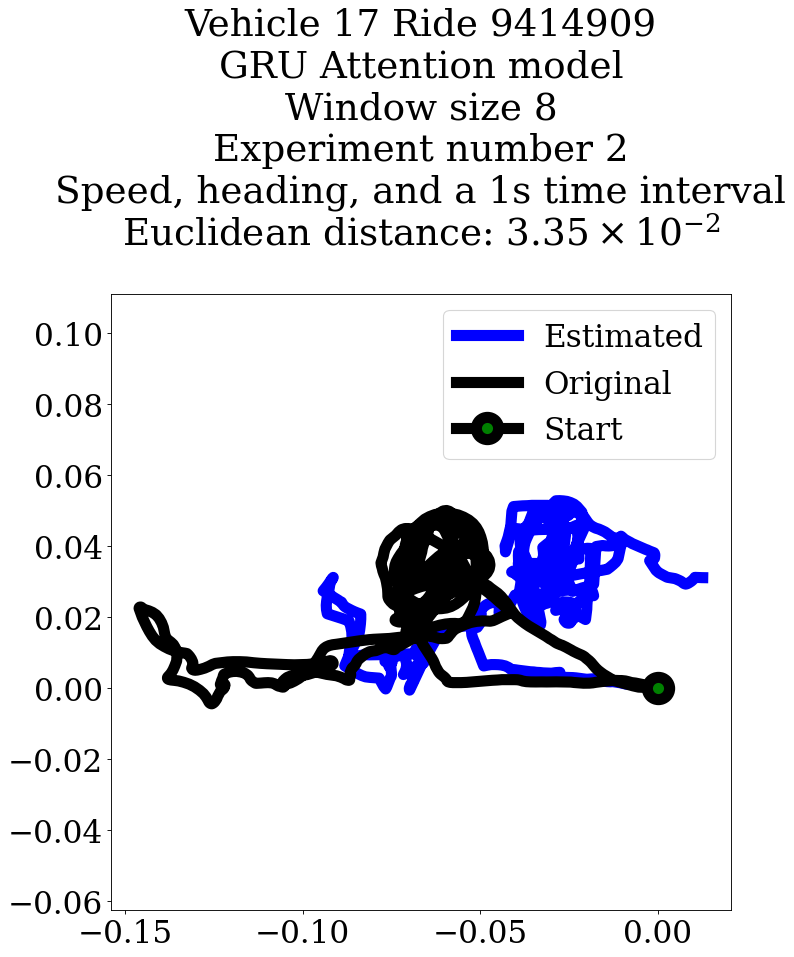 Vehicle 17 Ride 9414909
GRU Attention model
Window size 8
Experiment number 2
Speed, heading, and a 1s time interval
Euclidean distance: 3.35 × 10⁻²
Estimated
Original
Start
0.10
0.08
0.06
0.04
0.02
0.00
−0.02
−0.04
−0.06
−0.15 −0.10 −0.05 0.00